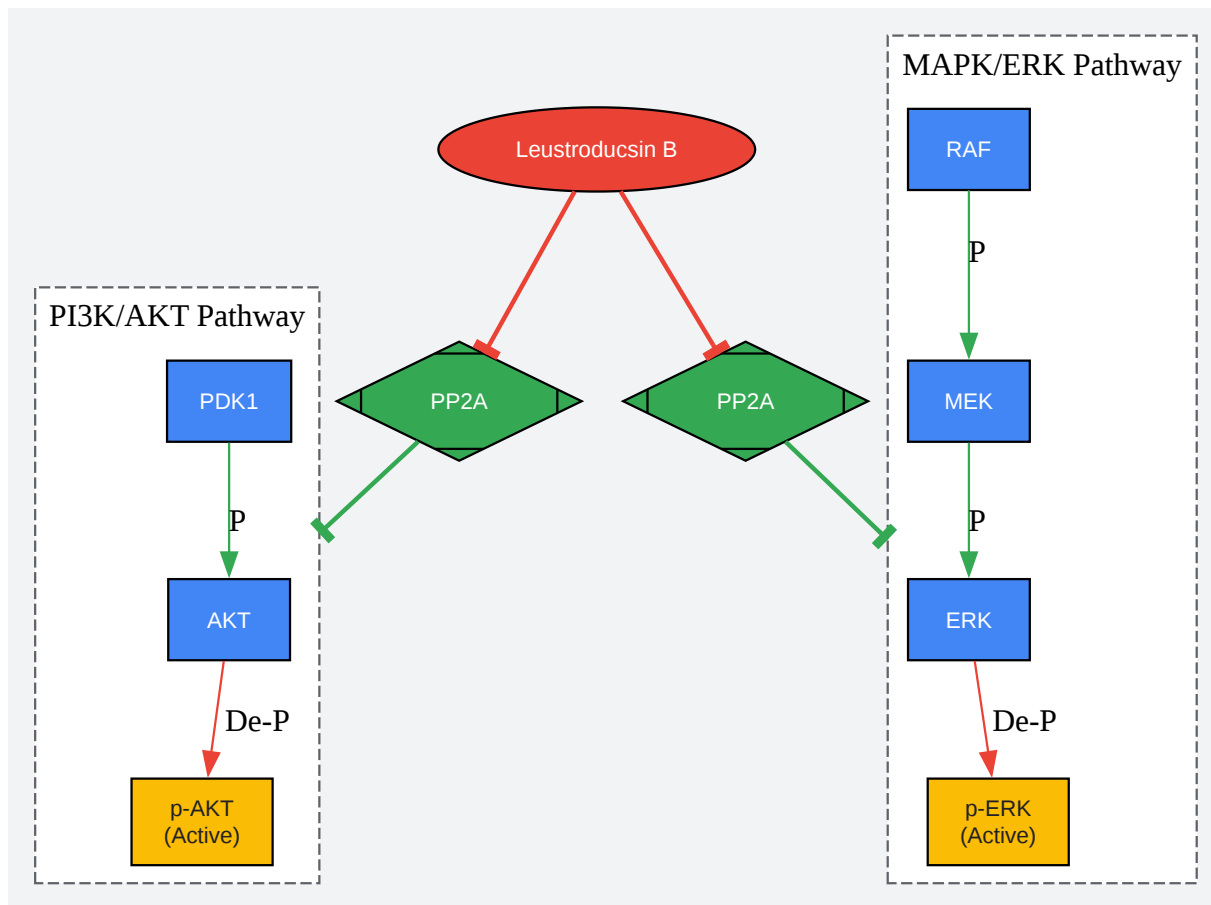 MAPK/ERK Pathway
Leustroducsin B
RAF
P
PI3K/AKT Pathway
PDK1
PP2A
PP2A
MEK
P
P
AKT
ERK
De-P
De-P
p-AKT
(Active)
p-ERK
(Active)